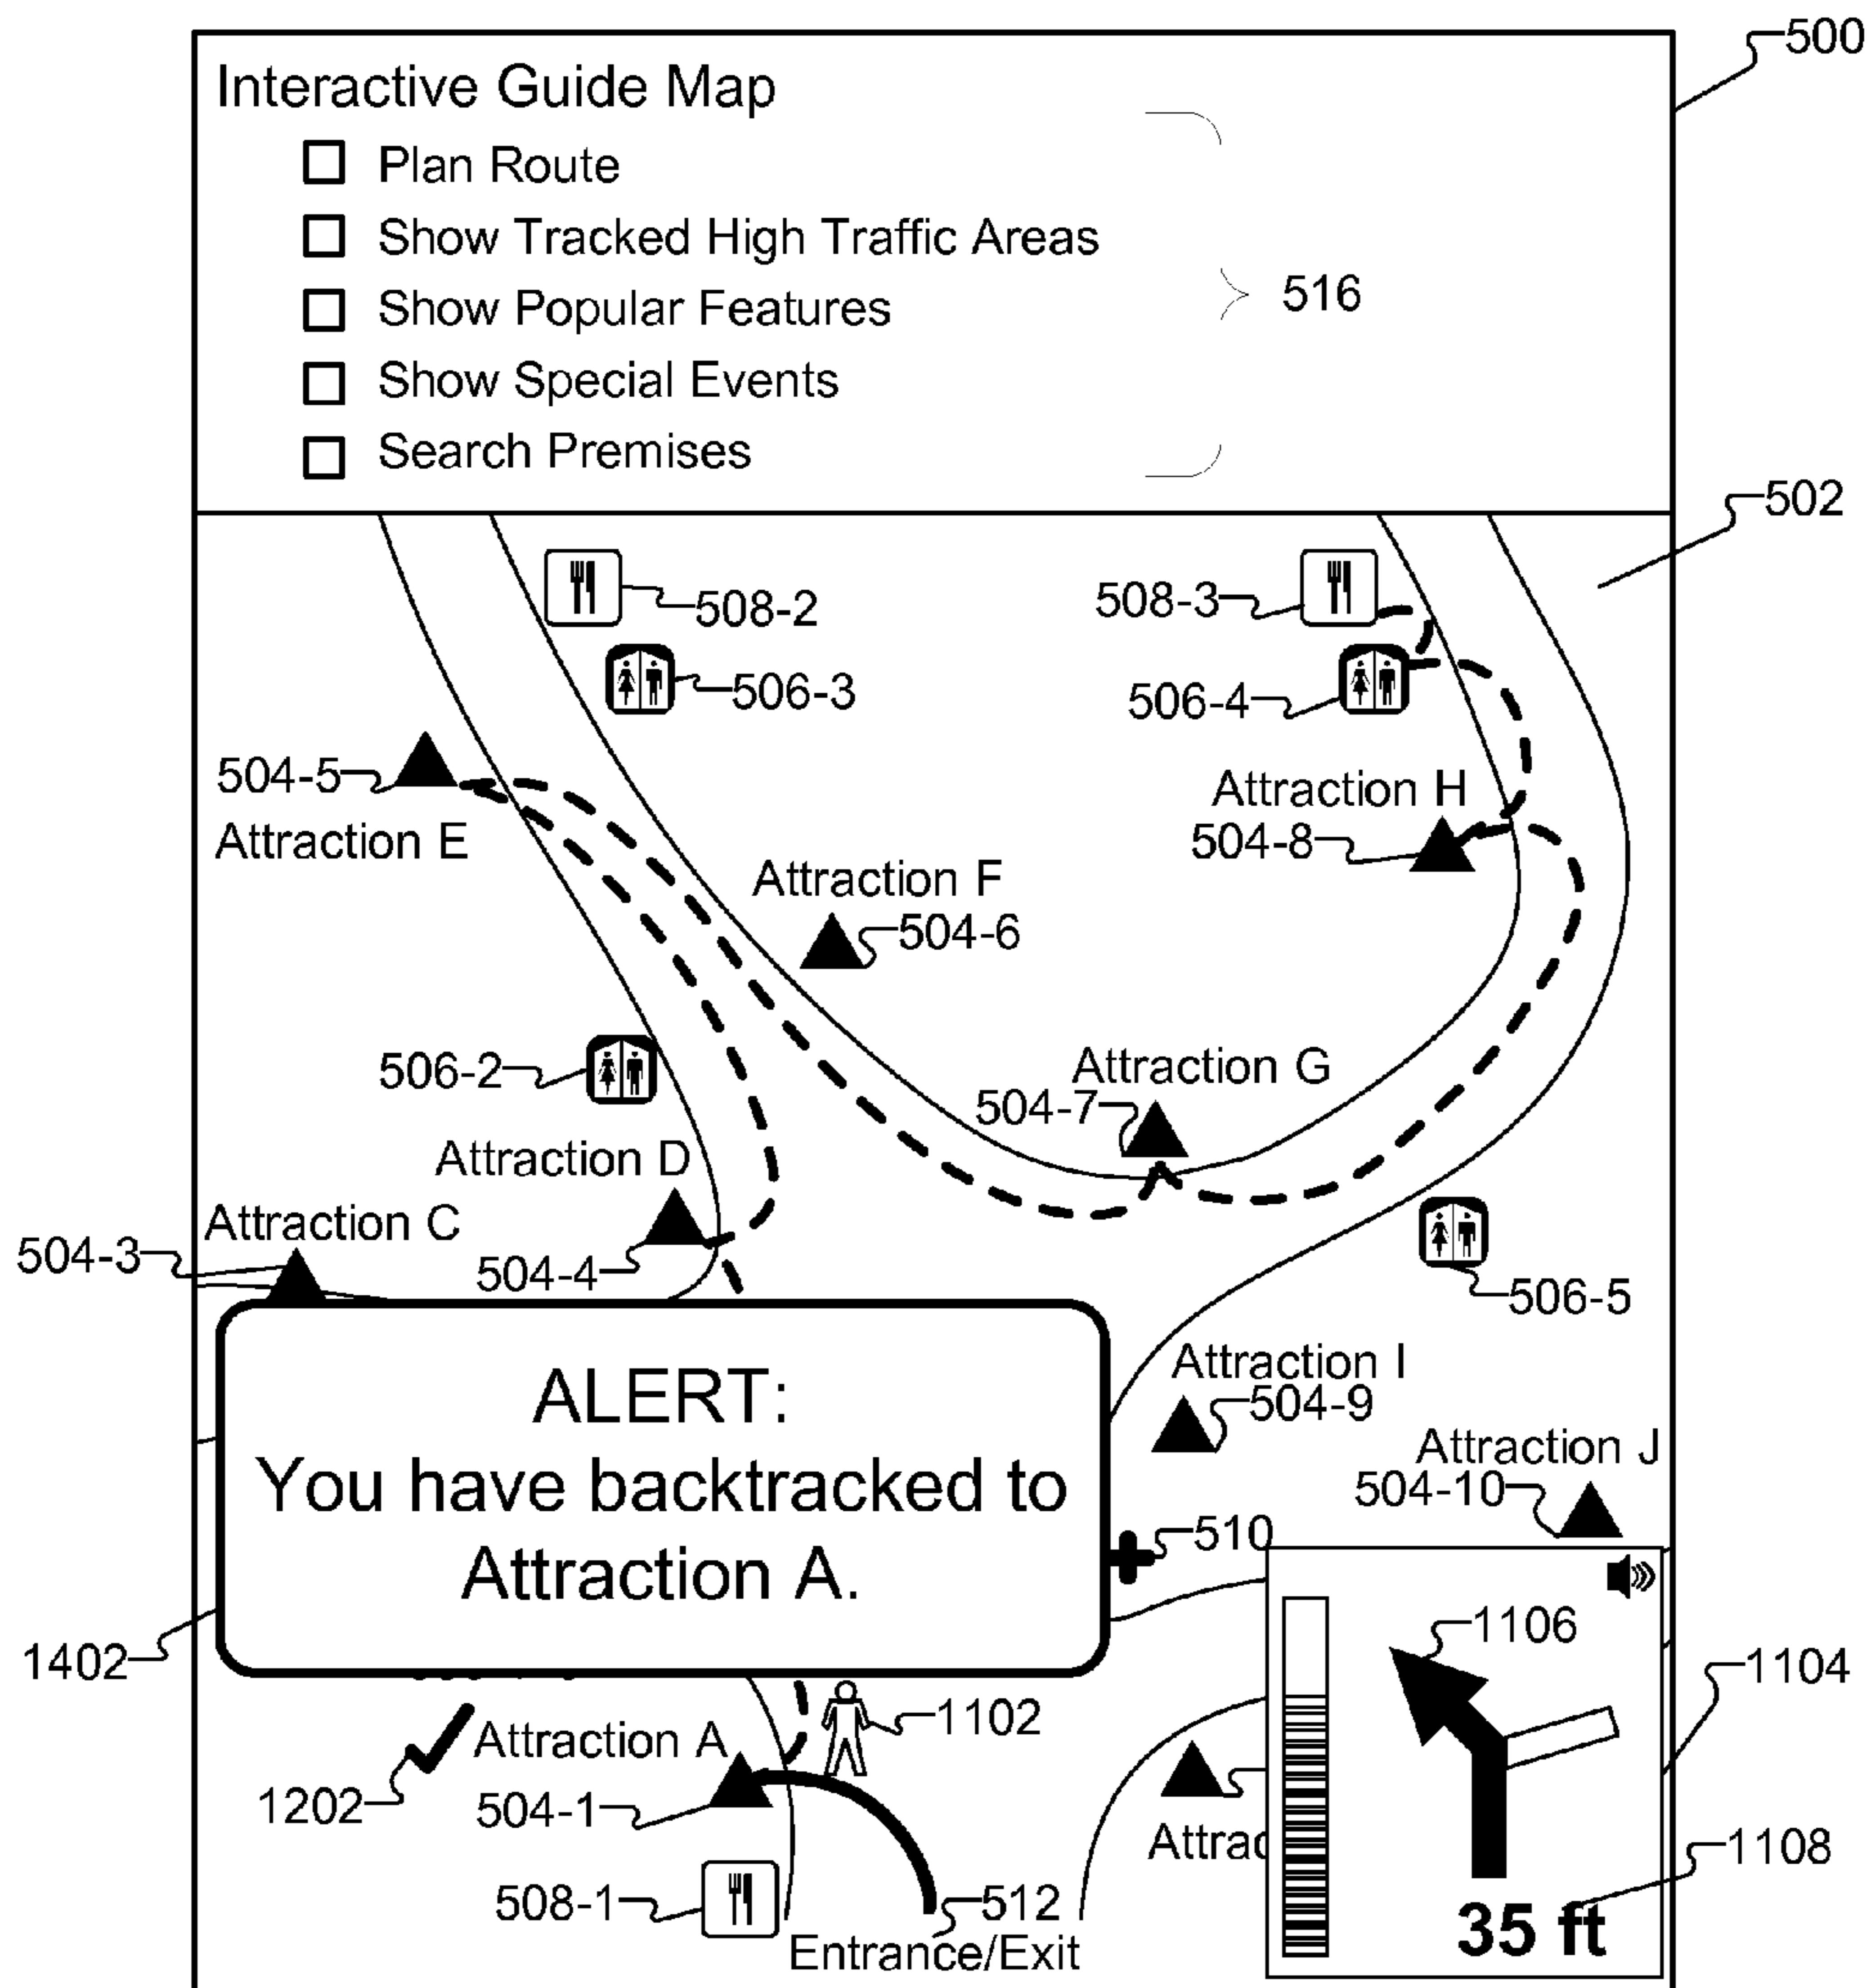 500
Interactive Guide Map
Plan Route
Show Tracked High Traffic Areas
Show Popular Features
516
Show Special Events
Search Premises
502
508-2
508-3
506-3
506-4
504-5
Attraction E
Attraction H
504-8
Attraction F
504-6
506-2
Attraction G
504-7
Attraction D
Attraction C
504-3
504-4
506-5
ALERT:
You have backtracked to
Attraction A.
Attraction I
504-9
Attraction J
504-10
510
1402
1106
1104
1102
Attraction A
1202
504-1
Attrac
1108
508-1
512
Entrance/Exit
35 ft